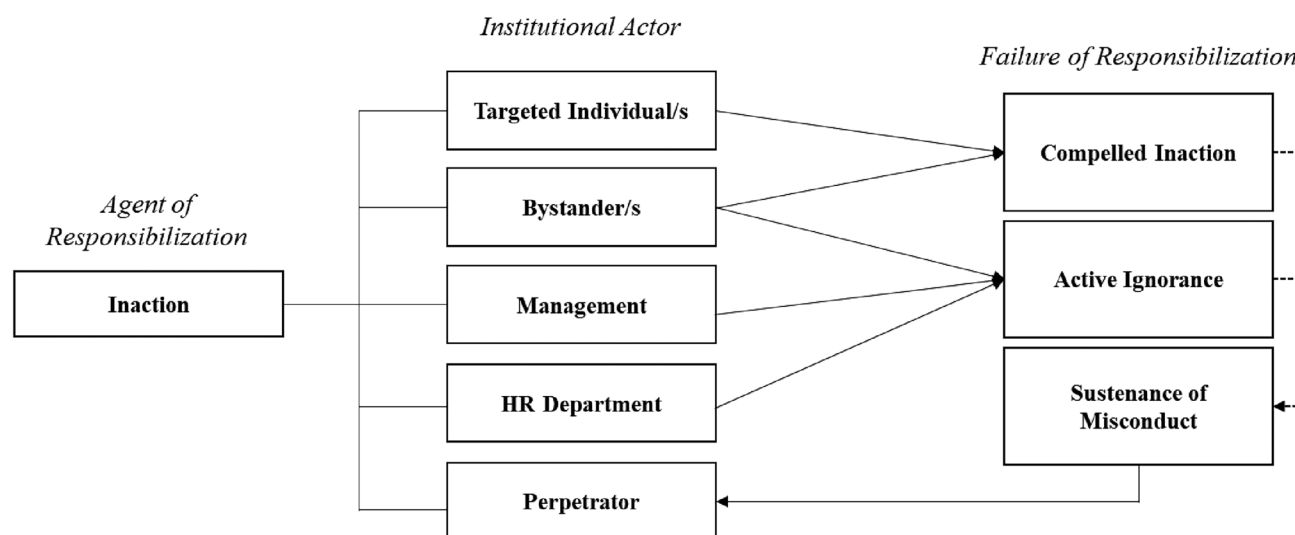 Institutional Actor
Failure of Responsibilization
Targeted Individual/s
Compelled Inaction
Agent of
Responsibilization
Bystander/s
Active Ignorance
Inaction
Management
HR Department
Sustenance of
Misconduct
Perpetrator